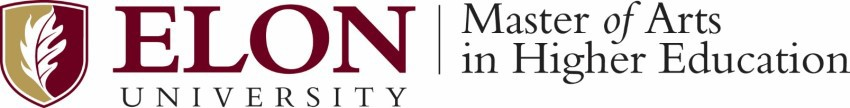 ELON
UNIVERSITY
Master of Arts
in Higher Education